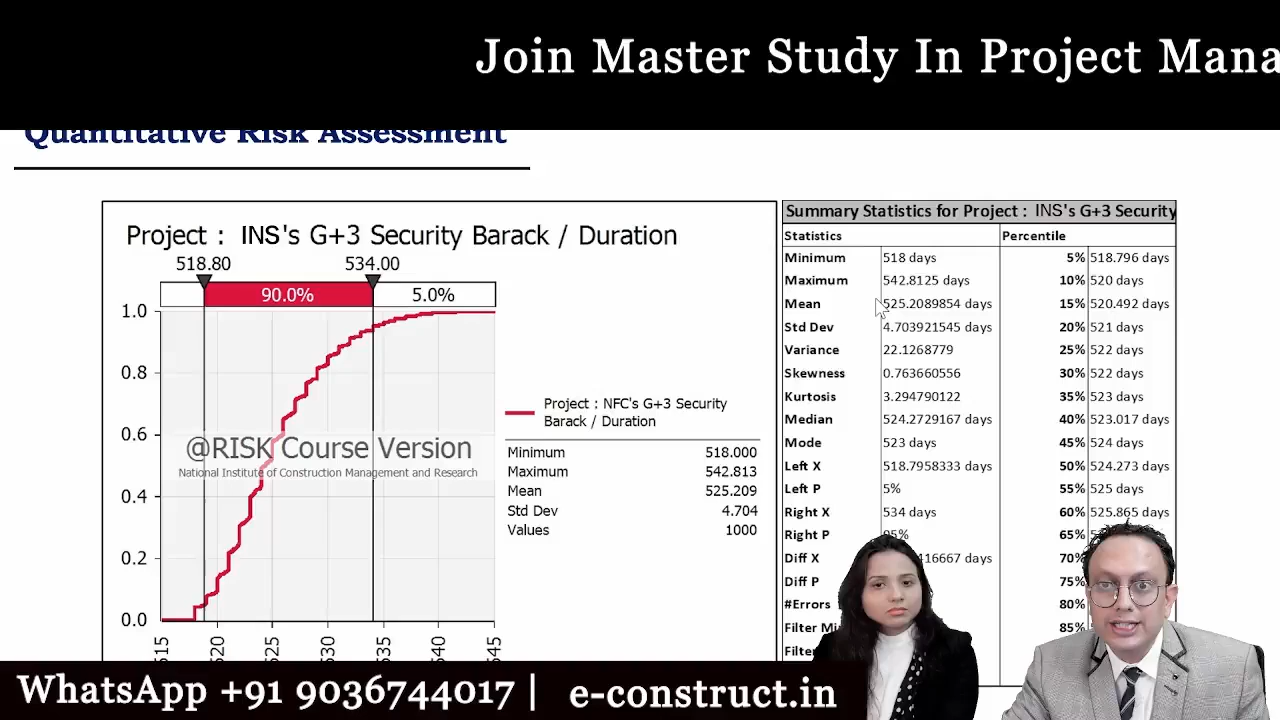 Join Master Study In Project Mana
Quantitative Risk Assessment
Project : INS's G+3 Security Barack / Duration
518.80 534.00
90.0% 5.0%
1.0
0.8
0.6
0.4
0.2
0.0
@RISK Course Version
National Institute of Construction Management and Research
Project : NFC's G+3 Security
Barack / Duration
Minimum 518.000
Maximum 542.813
Mean 525.209
Std Dev 4.704
Values 1000
Summary Statistics for Project : INS's G+3 Security
Statistics Percentile
Minimum 518 days 5% 518.796 days
Maximum 542.8125 days 10% 520 days
Mean 525.2089854 days 15% 520.492 days
Std Dev 4.703921545 days 20% 521 days
Variance 22.1268779 25% 522 days
Skewness 0.763660556 30% 522 days
Kurtosis 3.294790122 35% 523 days
Median 524.2729167 days 40% 523.017 days
Mode 523 days 45% 524 days
Left X 518.7958333 days 50% 524.273 days
Left P 5% 55% 525 days
Right X 534 days 60% 525.865 days
Right P 95% 65%
Diff X 116667 days 70%
Diff P 75%
#Errors 80%
Filter 85%
Filter
WhatsApp +91 9036744017 | e-construct.in